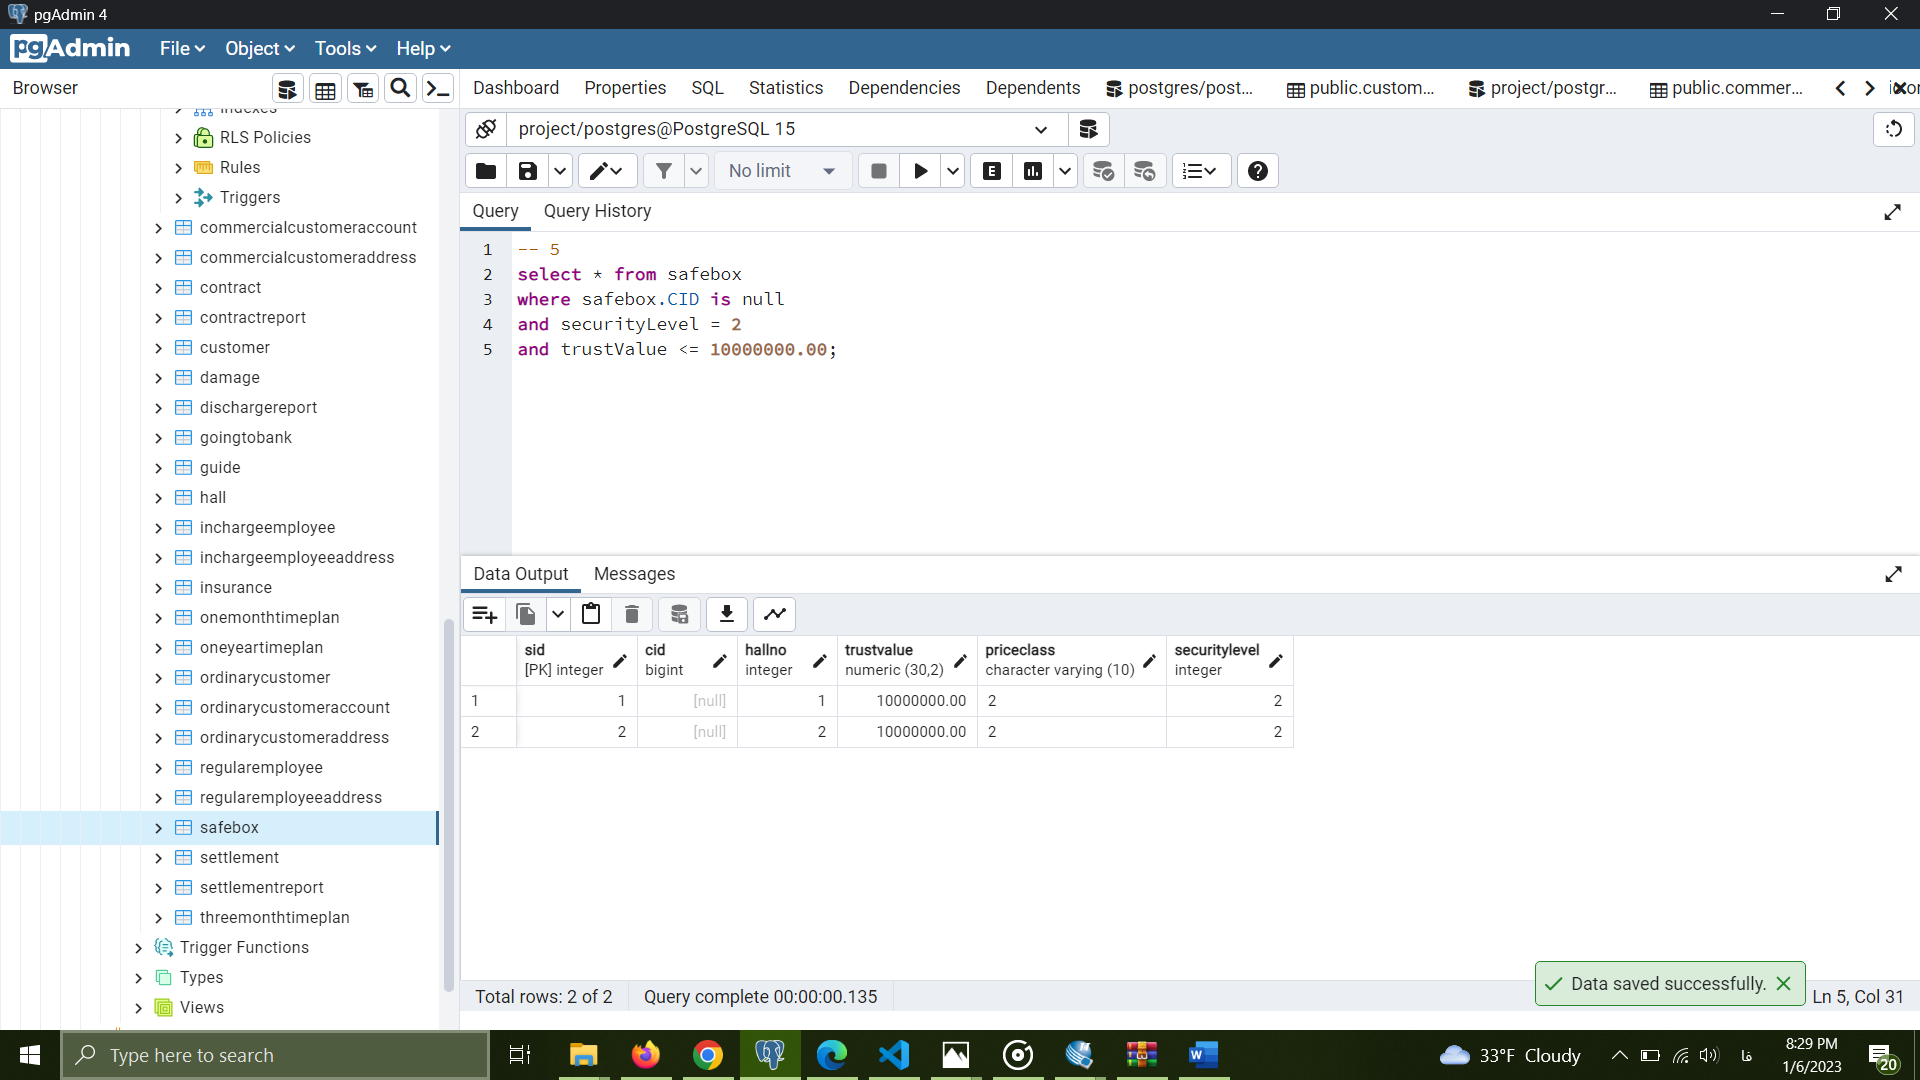 pgAdmin 4
pgAdmin File Object Tools Help
Browser
Dashboard Properties SQL Statistics Dependencies Dependents postgres/post... public.custom... project/postgr... public.commer...
Indexes
RLS Policies
Rules
Triggers
commercialcustomeraccount
commercialcustomeraddress
contract
contractreport
customer
damage
dischargereport
goingtobank
guide
hall
inchargeemployee
inchargeemployeeaddress
insurance
onemonthtimeplan
oneyeartimeplan
ordinarycustomer
ordinarycustomeraccount
ordinarycustomeraddress
regularemployee
regularemployeeaddress
safebox
settlement
settlementreport
threemonthtimeplan
Trigger Functions
Types
Views
project/postgres@PostgreSQL 15
No limit
E
Query Query History
1 -- 5
2 select * from safebox
3 where safebox.CID is null
4 and securityLevel = 2
5 and trustValue <= 10000000.00;
Data Output Messages
sid cid hallno trustvalue priceclass securitylevel
[PK] integer bigint integer numeric (30,2) character varying (10) integer
1 1 [null] 1 10000000.00 2 2
2 2 [null] 2 10000000.00 2 2
Data saved successfully.
Total rows: 2 of 2 Query complete 00:00:00.135 Ln 5, Col 31
Type here to search
33°F Cloudy
فا
8:29 PM
1/6/2023
20